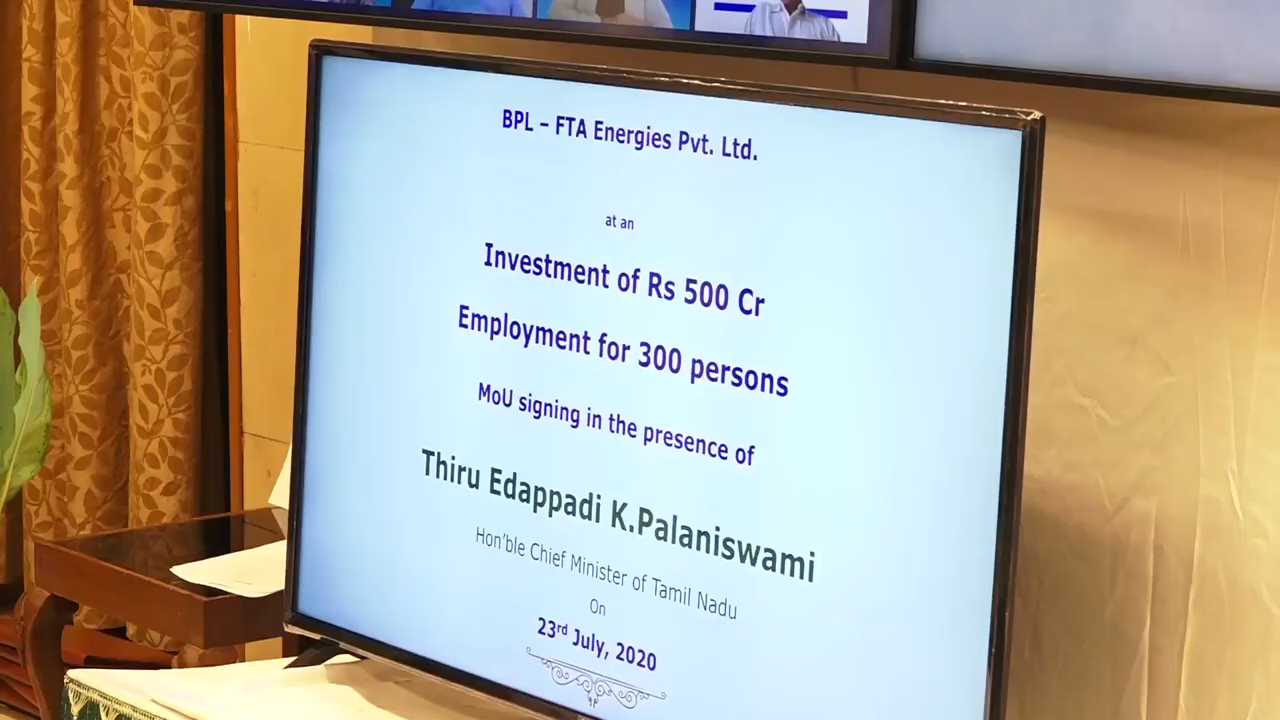 BPL – FTA Energies Pvt. Ltd.
at an
Investment of Rs 500 Cr
Employment for 300 persons
MoU signing in the presence of
Thiru Edappadi K.Palaniswami
Hon'ble Chief Minister of Tamil Nadu
On
23rd July, 2020